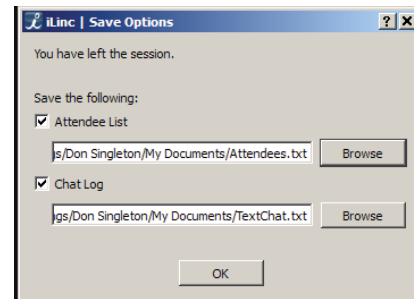 iLinc | Save Options
You have left the session.
Save the following:
Attendee List
gs/Don Singleton/My Documents/Attendees.txt
Browse
Chat Log
ngs/Don Singleton/My Documents/TextChat.txt
Browse
OK